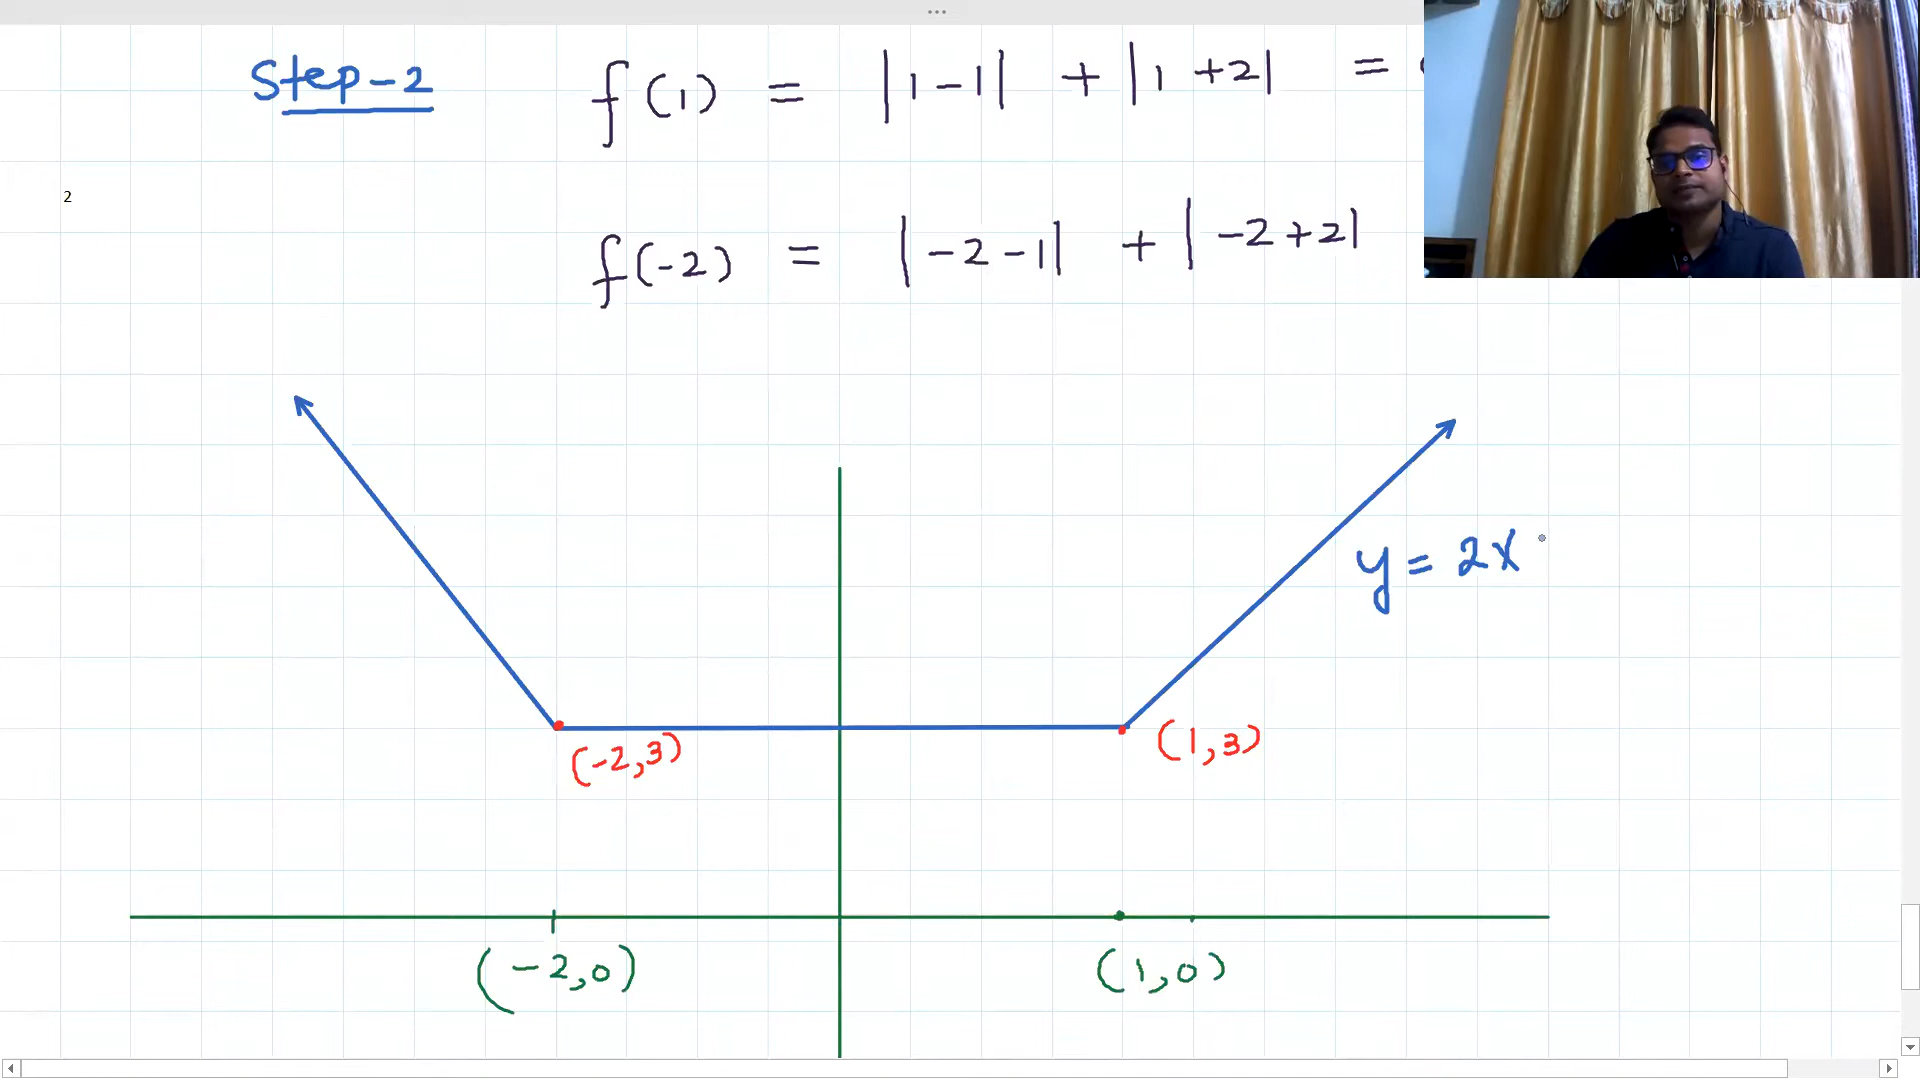 Step-2
f(1) = |1-1| + |1+2| =
2
f(-2) = |-2-1| + |-2+2|
y = 2x
(-2,3)
(1,3)
(-2,0)
(1,0)